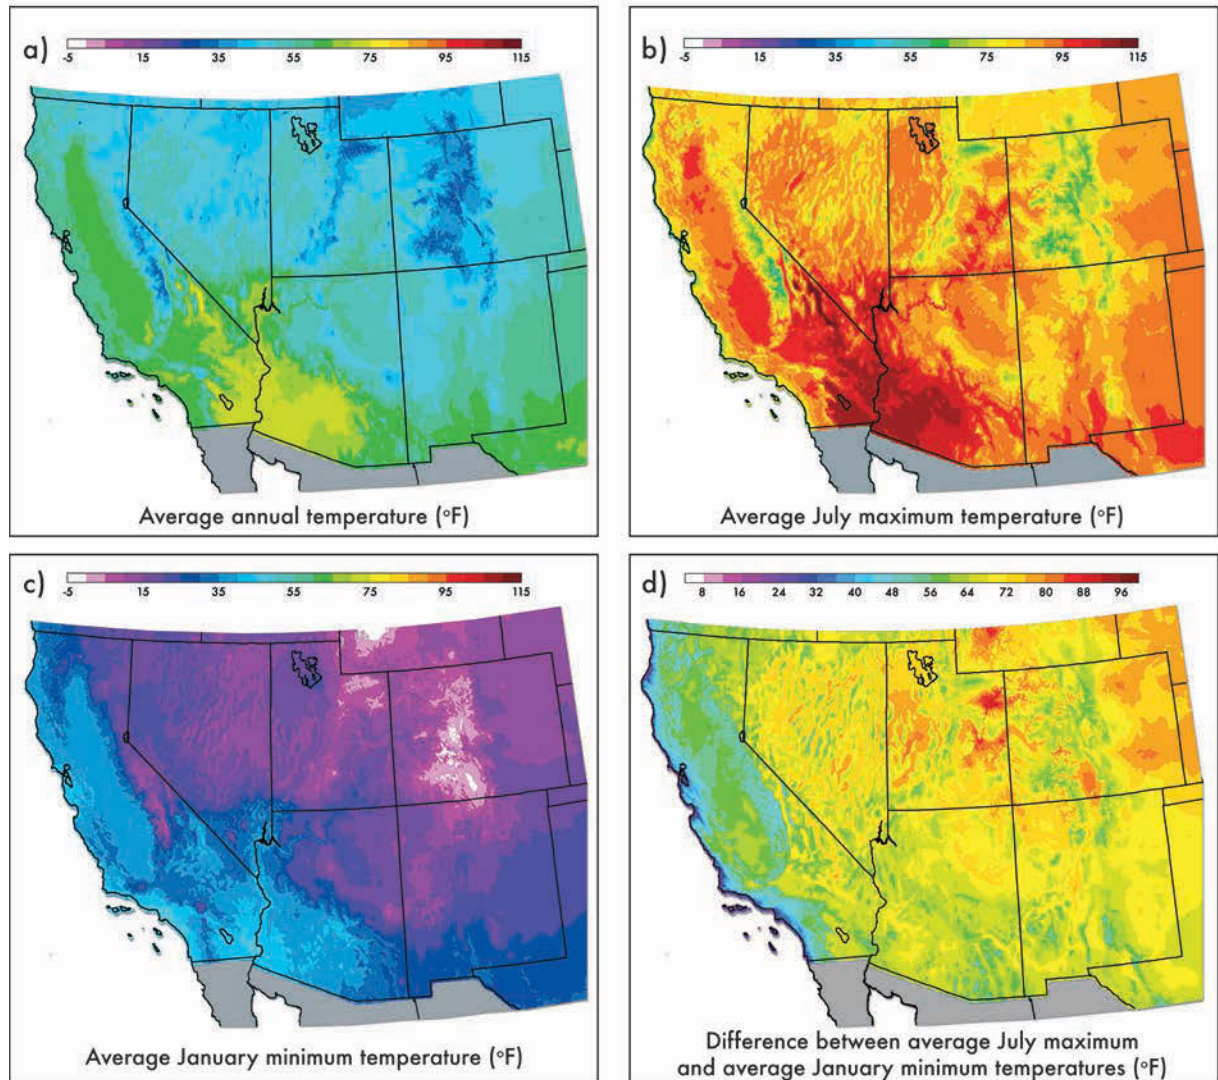 a)
-5 15 35 55 75 95 115
Average annual temperature (°F)
b)
-5 15 35 55 75 95 115
Average July maximum temperature (°F)
c)
-5 15 35 55 75 95 115
Average January minimum temperature (°F)
d)
8 16 24 32 40 48 56 64 72 80 88 96
Difference between average July maximum
and average January minimum temperatures (°F)